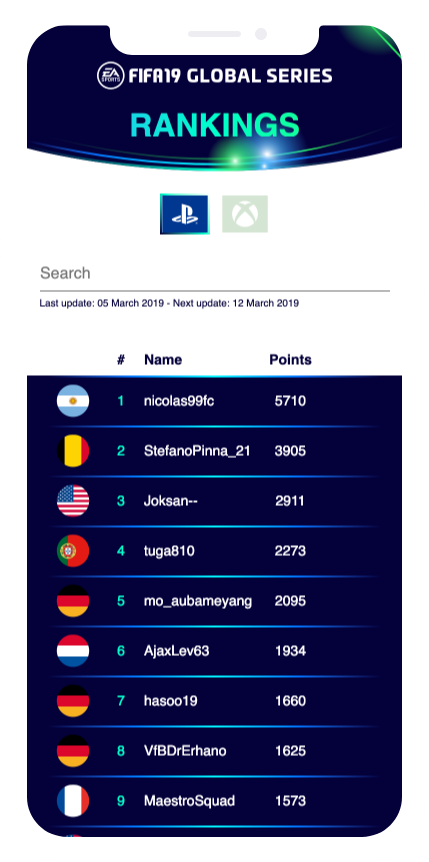 EA SPORTS FIFA19 GLOBAL SERIES
RANKINGS
Search
Last update: 05 March 2019 - Next update: 12 March 2019
# Name Points
1 nicolas99fc 5710
2 StefanoPinna_21 3905
3 Joksan-- 2911
4 tuga810 2273
5 mo_aubameyang 2095
6 AjaxLev63 1934
7 hasoo19 1660
8 VfBDrErhano 1625
9 MaestroSquad 1573